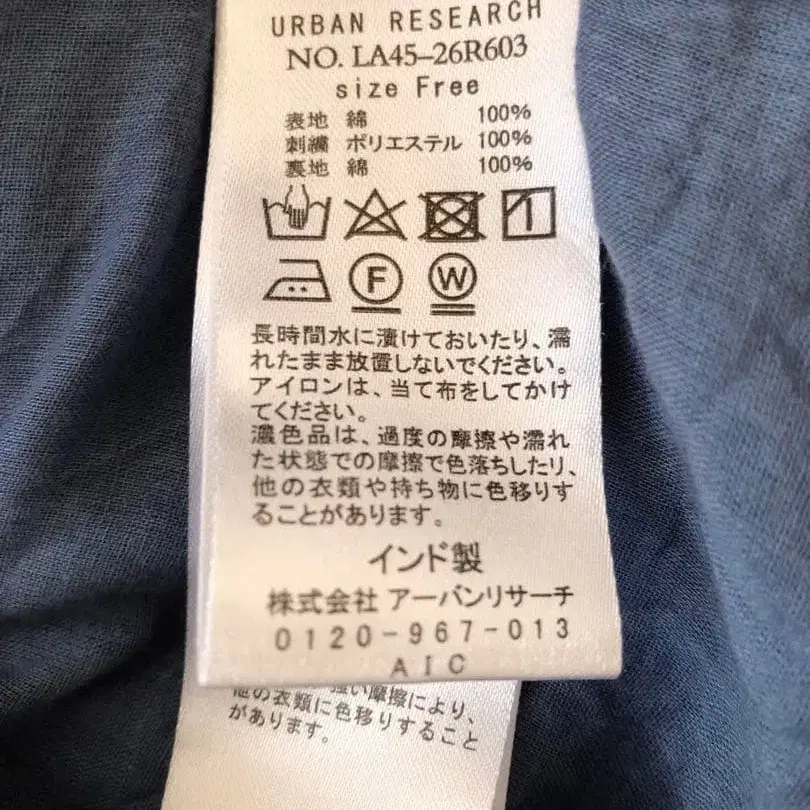 URBAN RESEARCH
NO. LA45-26R603
size Free
表地 綿 100%
刺繍 ポリエステル 100%
裏地 綿 100%
F W
長時間水に漬けておいたり、濡
れたまま放置しないでください。
アイロンは、当て布をしてかけ
てください。
濃色品は、過度の摩擦や濡れ
た状態での摩擦で色落ちしたり、
他の衣類や持ち物に色移りす
ることがあります。
インド製
株式会社 アーバンリサーチ
0120-967-013
AIC
強い摩擦により、
他の衣類に色移りすること
があります。